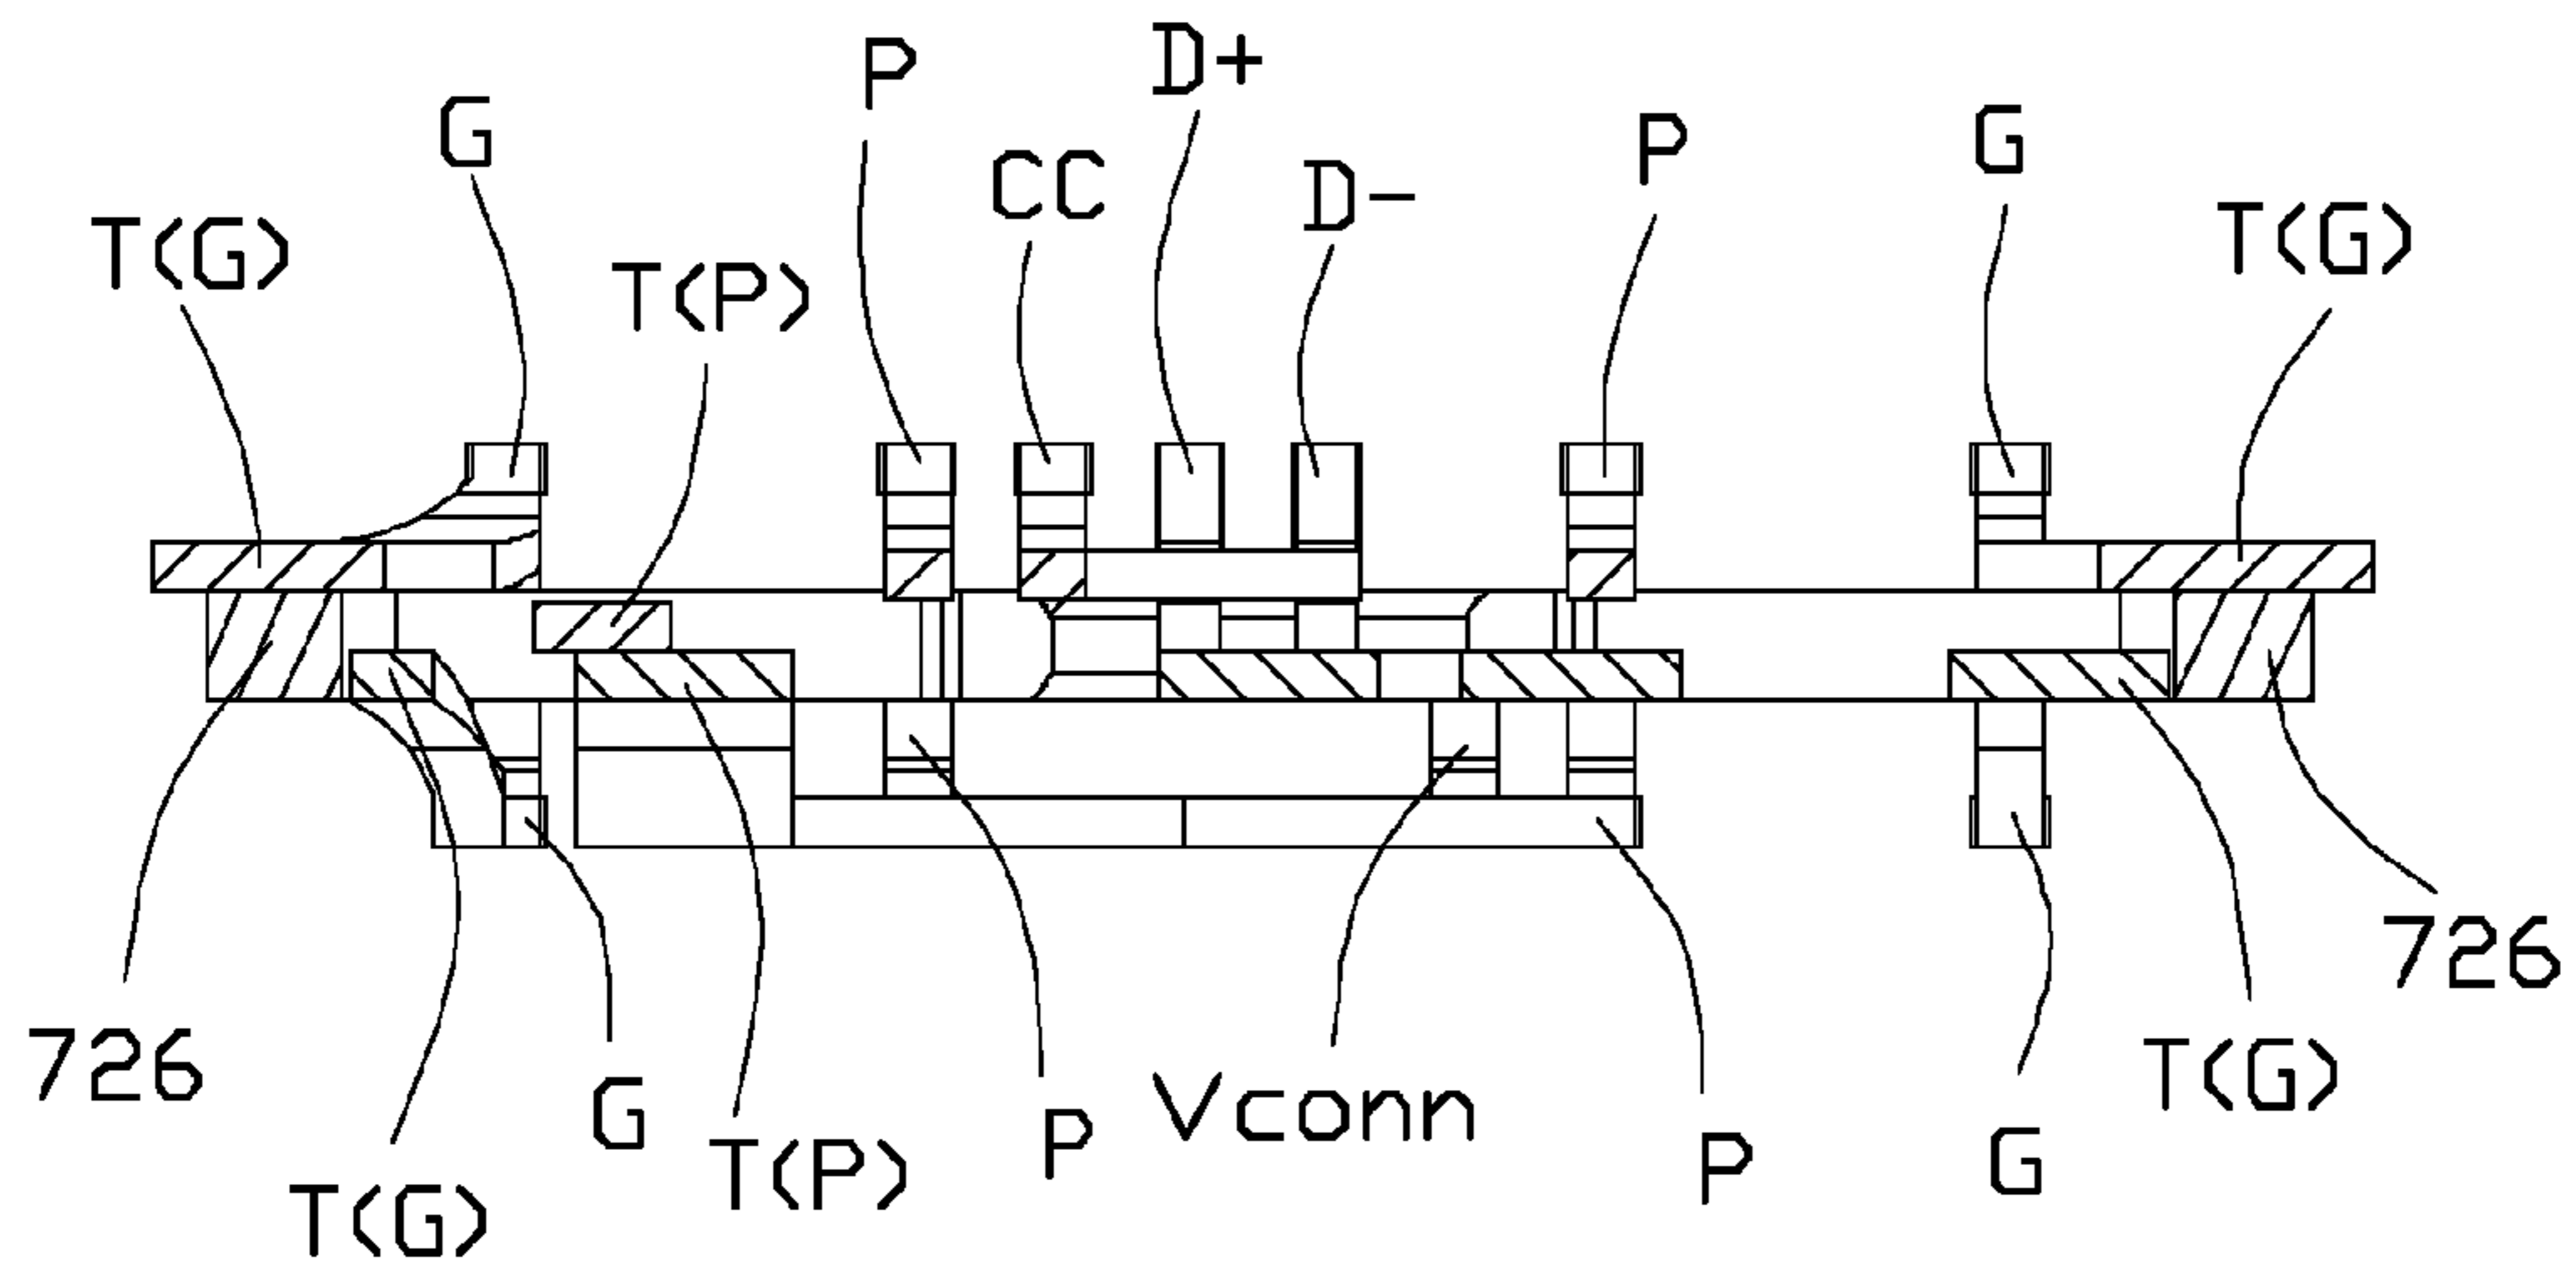 P
D+
G
CC
D-
P
G
T(G)
T(P)
T(G)
726
726
T(G)
G
T(P)
P
Vconn
P
G
T(G)